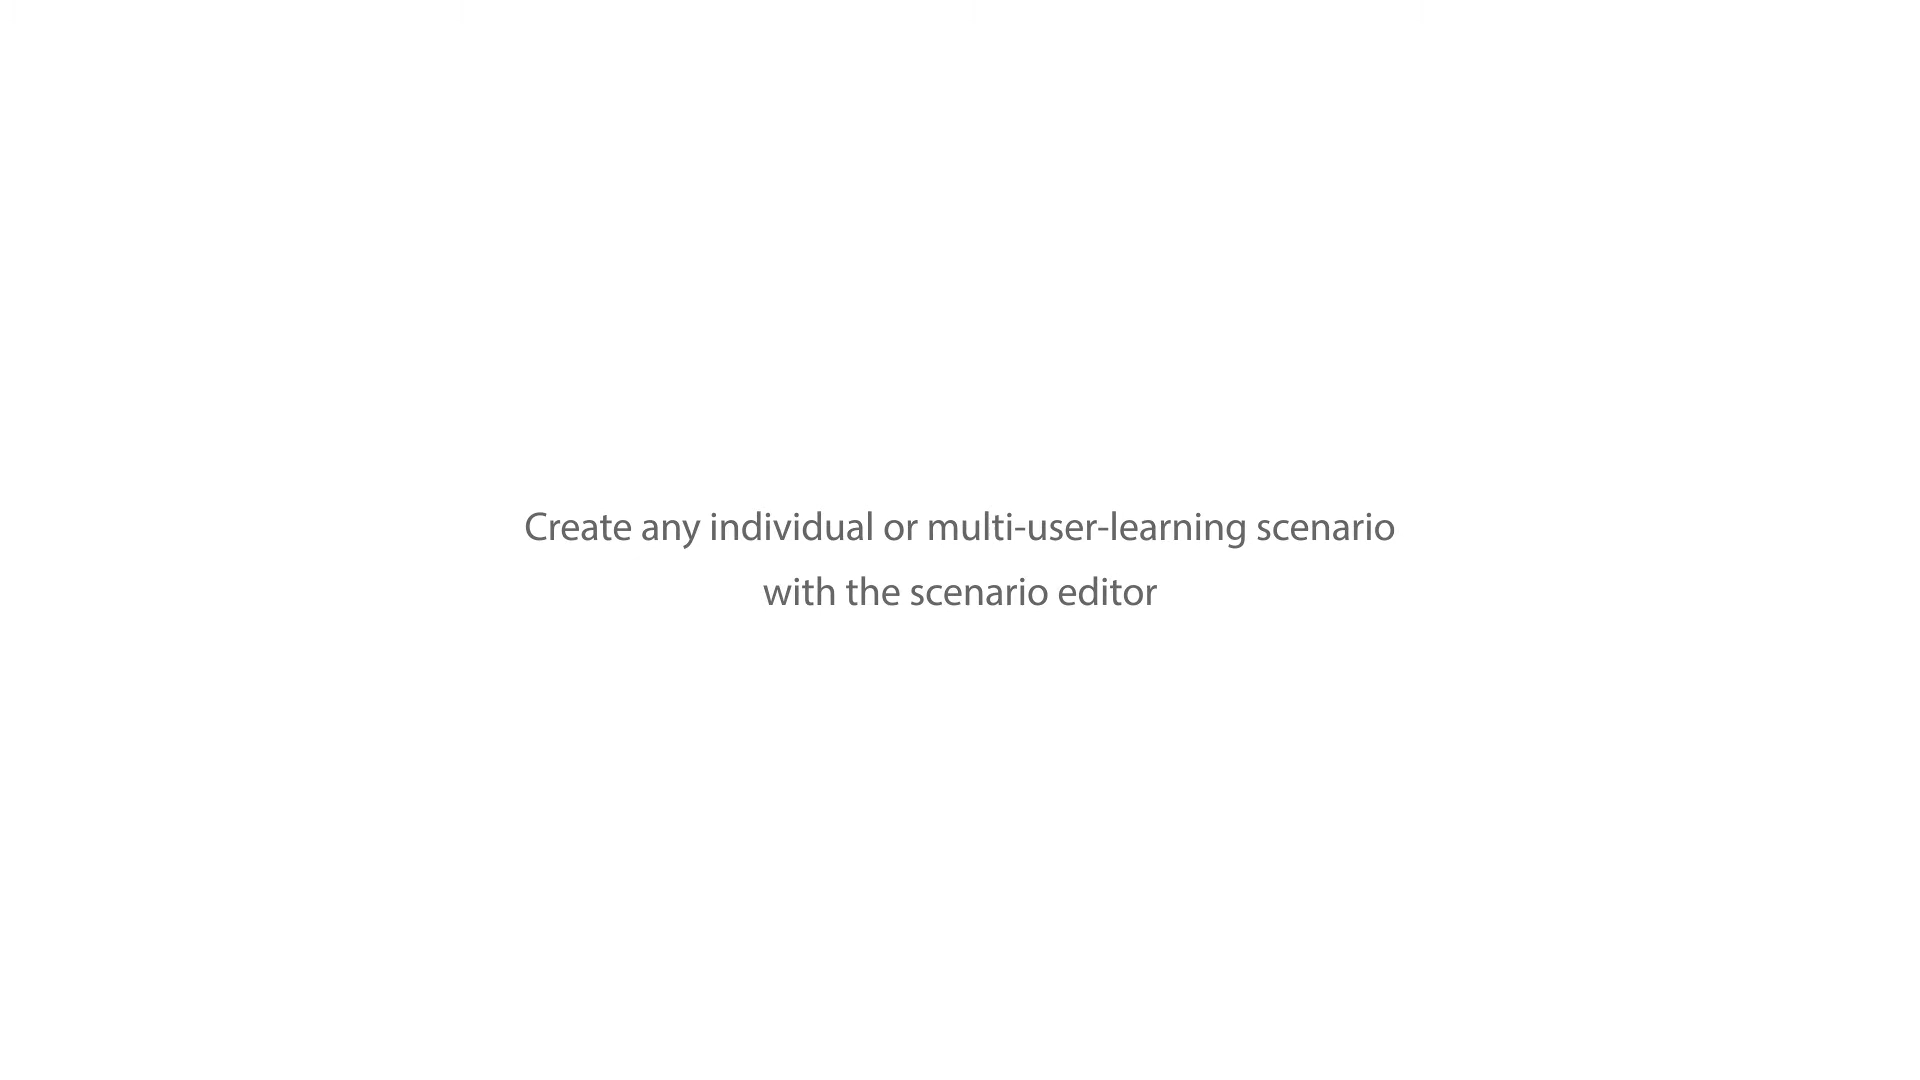 Create any individual or multi-user-learning scenario
with the scenario editor